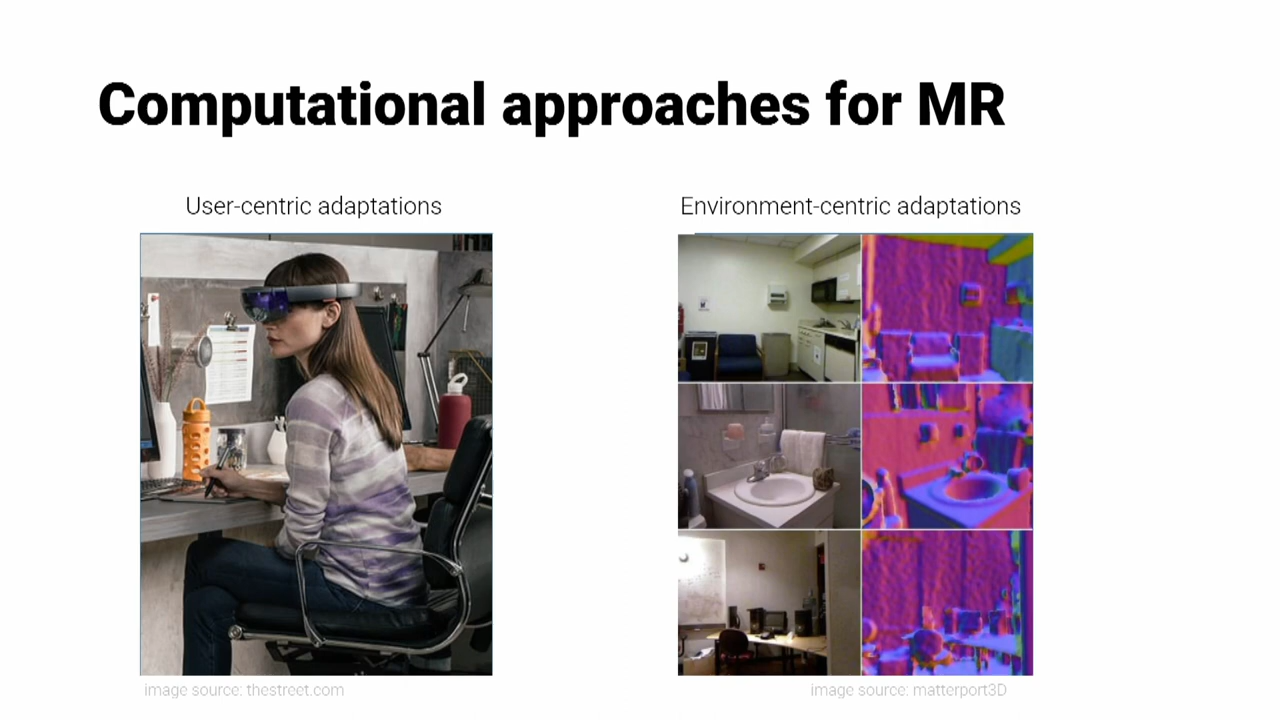 Computational approaches for MR
User-centric adaptations
Environment-centric adaptations
image source: thestreet.com
image source: matterport3D